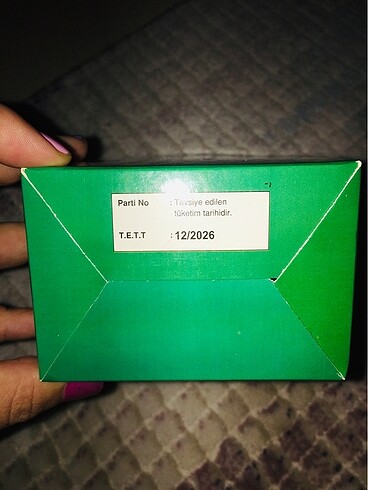 Parti No : Tavsiye edilen
tüketim tarihidir.
T.E.T.T : 12/2026